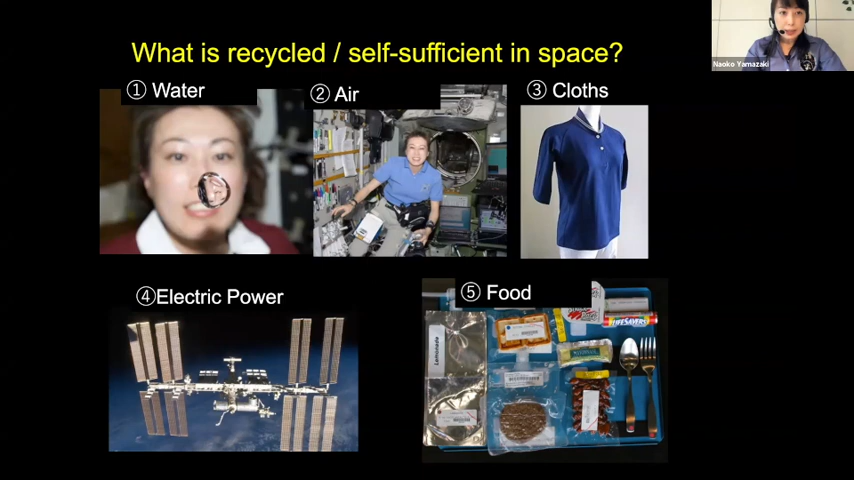 What is recycled / self-sufficient in space?
Naoko Yamazaki
① Water
② Air
③ Cloths
④Electric Power
⑤ Food
Lemonade
LIFESAVERS